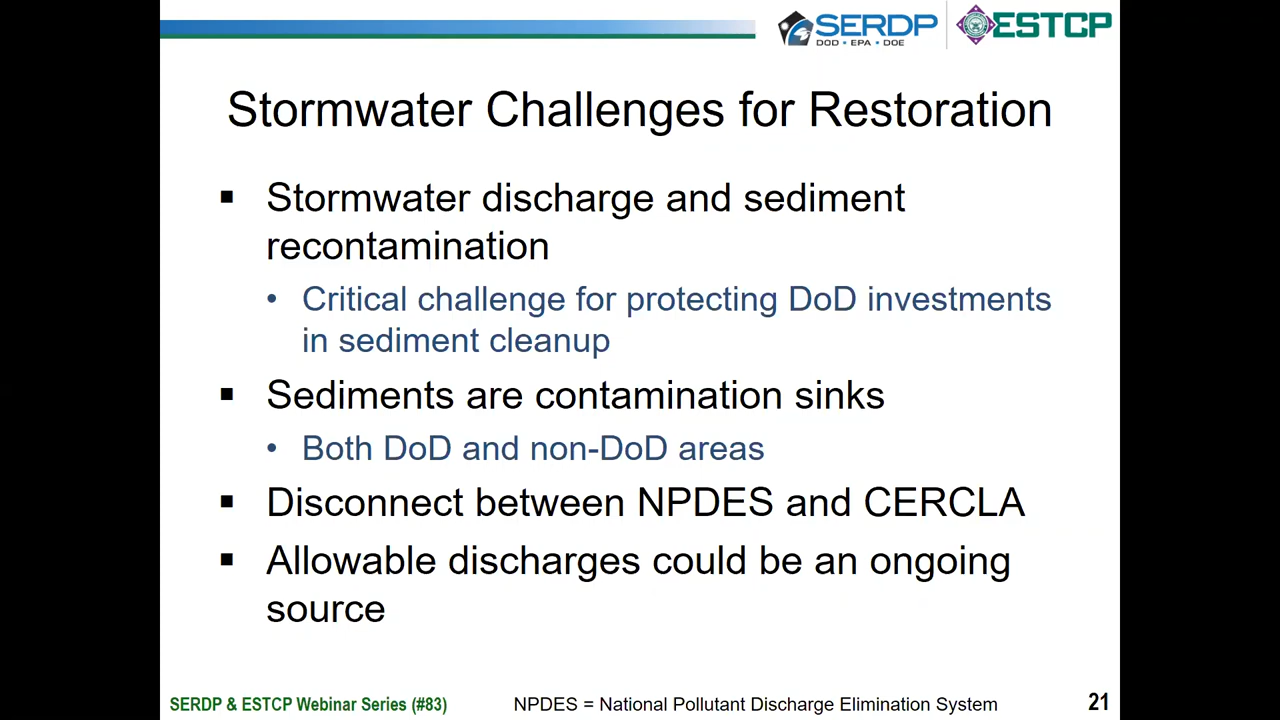 SERDP
DOD • EPA • DOE
ESTCP
Stormwater Challenges for Restoration
▪ Stormwater discharge and sediment
recontamination
• Critical challenge for protecting DoD investments
in sediment cleanup
▪ Sediments are contamination sinks
• Both DoD and non-DoD areas
▪ Disconnect between NPDES and CERCLA
▪ Allowable discharges could be an ongoing
source
SERDP & ESTCP Webinar Series (#83)
NPDES = National Pollutant Discharge Elimination System
21